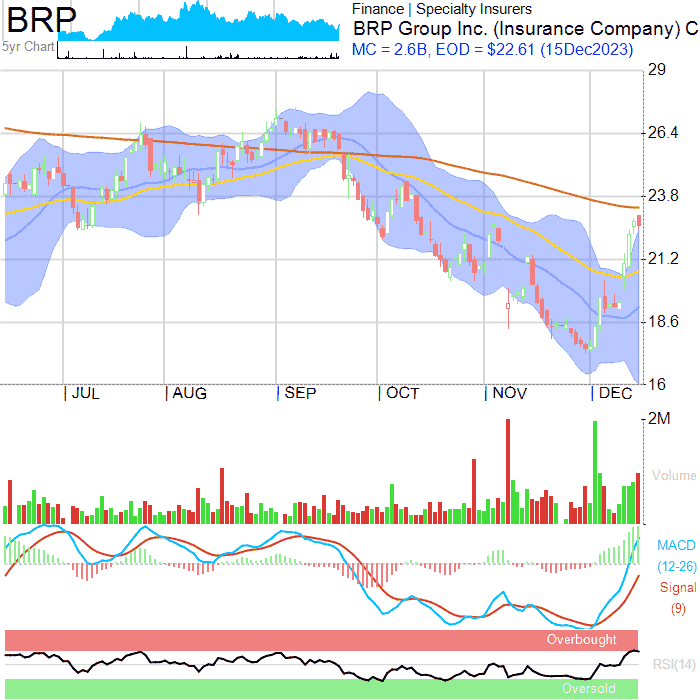 BRP
5yr Chart
Finance | Specialty Insurers
BRP Group Inc. (Insurance Company) C
MC = 2.6B, EOD = $22.61 (15Dec2023)
29
26.4
23.8
21.2
18.6
16
JUL AUG SEP OCT NOV DEC
2M
Volume
MACD
(12-26)
Signal
(9)
Overbought
RSI(14)
Oversold